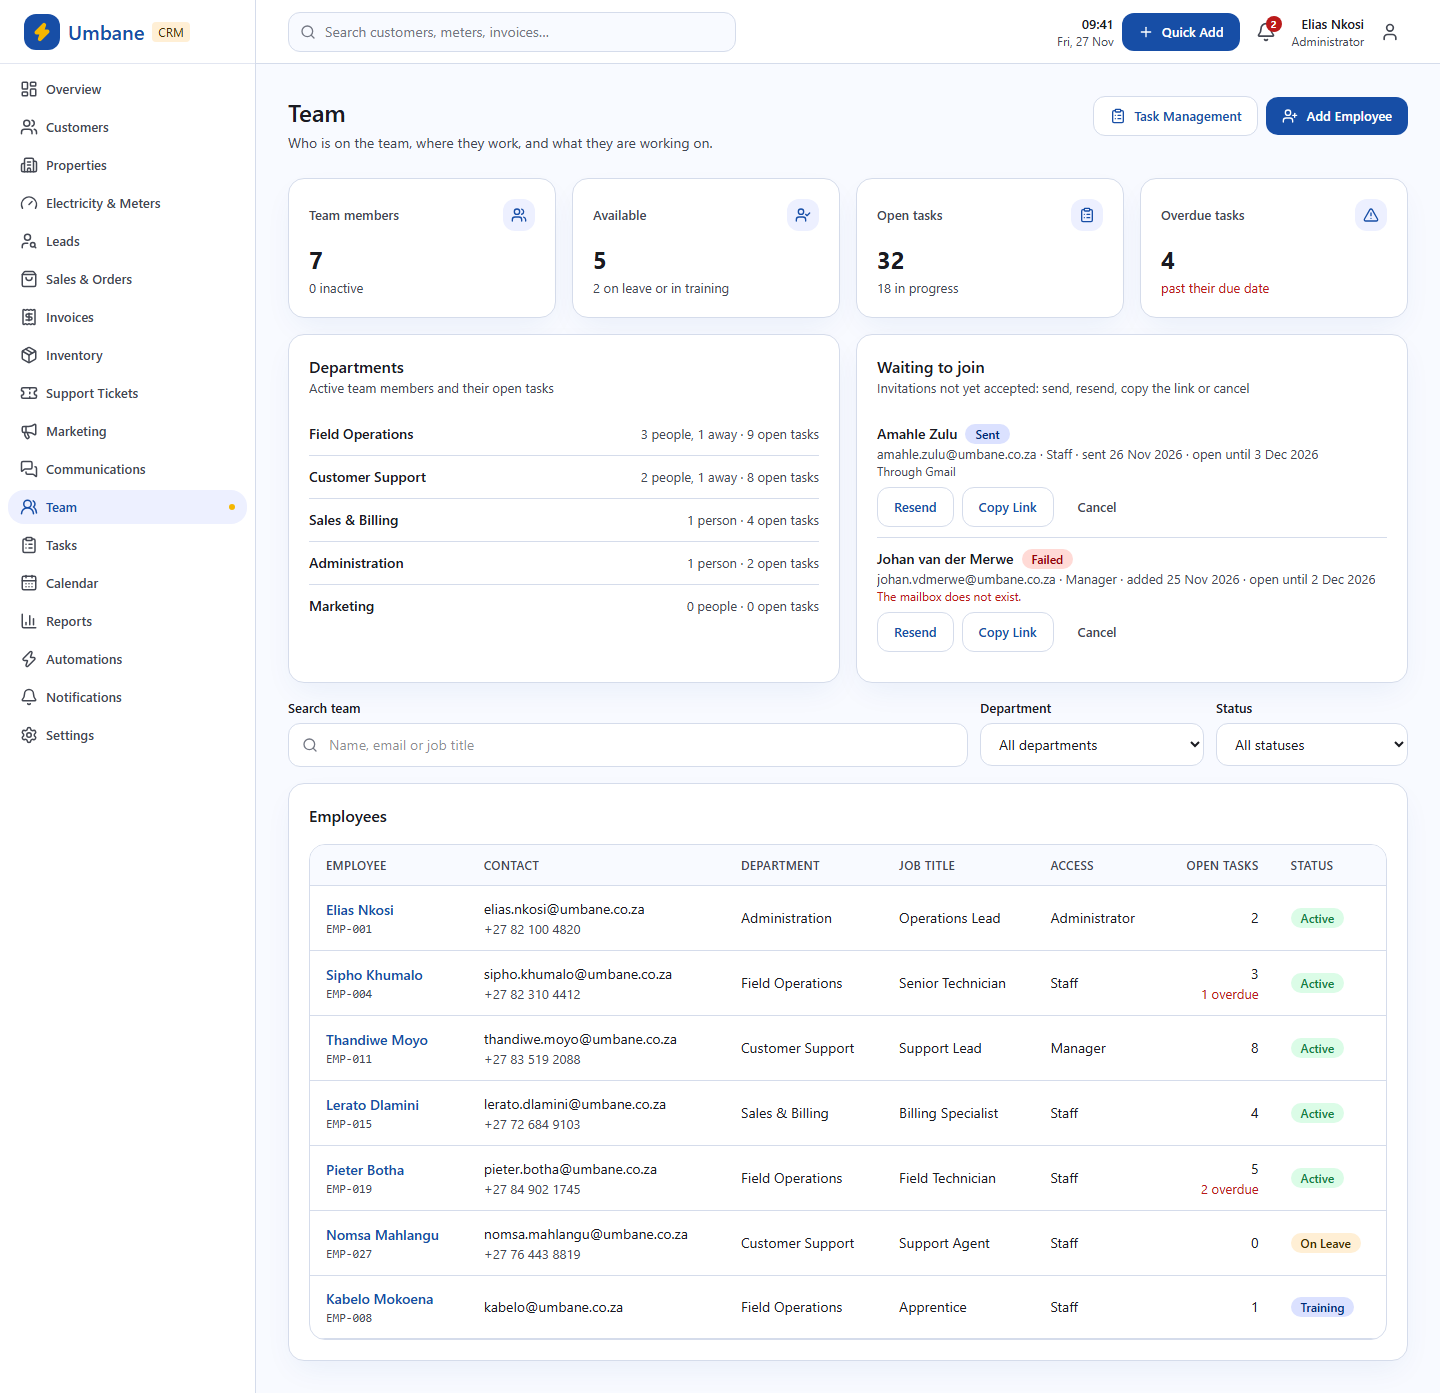 Umbane CRM
Search customers, meters, invoices...
09:41
Fri, 27 Nov
Quick Add
2
Elias Nkosi
Administrator
Overview
Customers
Properties
Electricity & Meters
Leads
Sales & Orders
Invoices
Inventory
Support Tickets
Marketing
Communications
Team
Tasks
Calendar
Reports
Automations
Notifications
Settings
Team
Who is on the team, where they work, and what they are working on.
Task Management
Add Employee
Team members
7
0 inactive
Available
5
2 on leave or in training
Open tasks
32
18 in progress
Overdue tasks
4
past their due date
Departments
Active team members and their open tasks
Field Operations 3 people, 1 away · 9 open tasks
Customer Support 2 people, 1 away · 8 open tasks
Sales & Billing 1 person · 4 open tasks
Administration 1 person · 2 open tasks
Marketing 0 people · 0 open tasks
Waiting to join
Invitations not yet accepted: send, resend, copy the link or cancel
Amahle Zulu Sent
amahle.zulu@umbane.co.za · Staff · sent 26 Nov 2026 · open until 3 Dec 2026
Through Gmail
Resend Copy Link Cancel
Johan van der Merwe Failed
johan.vdmerwe@umbane.co.za · Manager · added 25 Nov 2026 · open until 2 Dec 2026
The mailbox does not exist.
Resend Copy Link Cancel
Search team
Name, email or job title
Department
All departments
Status
All statuses
Employees
EMPLOYEE CONTACT DEPARTMENT JOB TITLE ACCESS OPEN TASKS STATUS
Elias Nkosi elias.nkosi@umbane.co.za Administration Operations Lead Administrator 2 Active
EMP-001 +27 82 100 4820
Sipho Khumalo sipho.khumalo@umbane.co.za Field Operations Senior Technician Staff 3 Active
EMP-004 +27 82 310 4412 1 overdue
Thandiwe Moyo thandiwe.moyo@umbane.co.za Customer Support Support Lead Manager 8 Active
EMP-011 +27 83 519 2088
Lerato Dlamini lerato.dlamini@umbane.co.za Sales & Billing Billing Specialist Staff 4 Active
EMP-015 +27 72 684 9103
Pieter Botha pieter.botha@umbane.co.za Field Operations Field Technician Staff 5 Active
EMP-019 +27 84 902 1745 2 overdue
Nomsa Mahlangu nomsa.mahlangu@umbane.co.za Customer Support Support Agent Staff 0 On Leave
EMP-027 +27 76 443 8819
Kabelo Mokoena kabelo@umbane.co.za Field Operations Apprentice Staff 1 Training
EMP-008